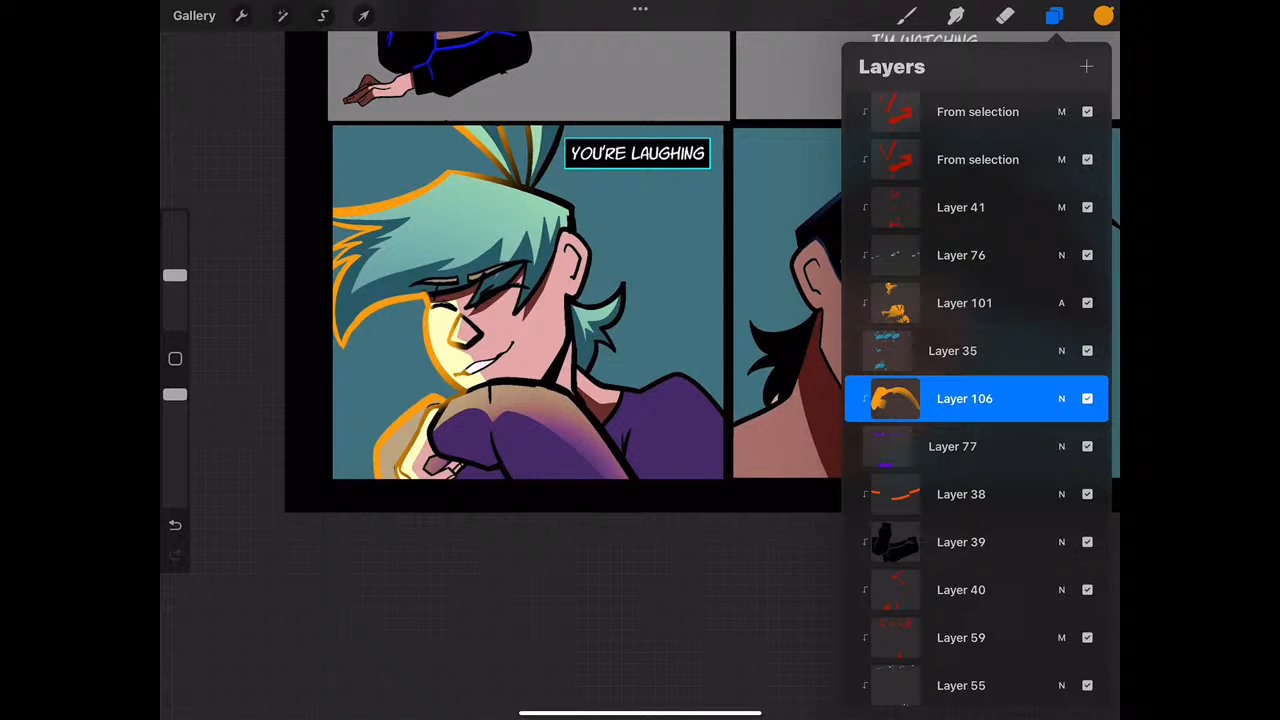 Gallery
I'M WATCHING
Layers
From selection M
From selection M
YOU'RE LAUGHING
Layer 41 M
Layer 76 N
Layer 101 A
Layer 35 N
Layer 106 N
Layer 77 N
Layer 38 N
Layer 39 N
Layer 40 N
Layer 59 M
Layer 55 N